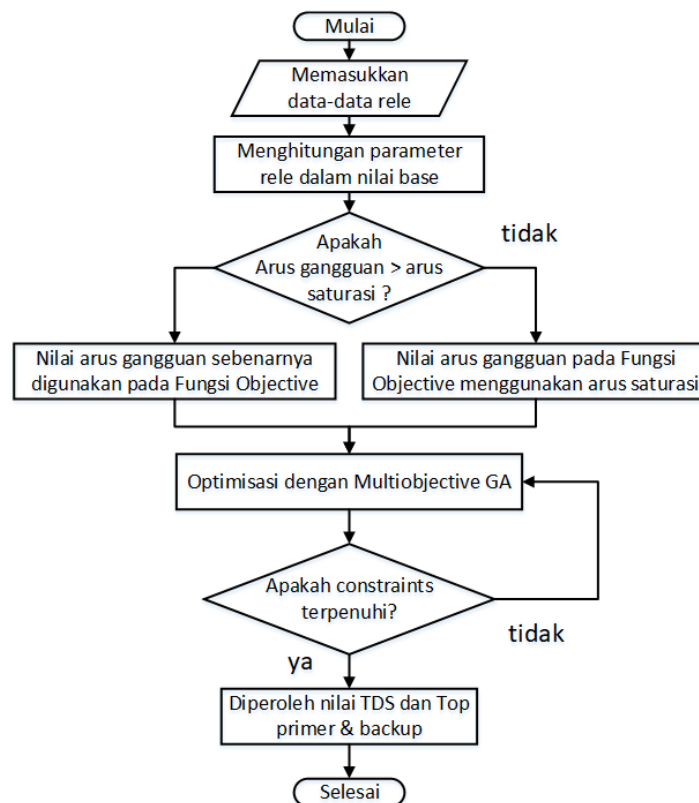 Mulai
Memasukkan
data-data rele
Menghitungan parameter
rele dalam nilai base
tidak
Apakah
Arus gangguan > arus
saturasi ?
Nilai arus gangguan sebenarnya
digunakan pada Fungsi Objective
Nilai arus gangguan pada Fungsi
Objective menggunakan arus saturasi
Optimisasi dengan Multiobjective GA
Apakah constraints
terpenuhi?
tidak
ya
Diperoleh nilai TDS dan Top
primer & backup
Selesai